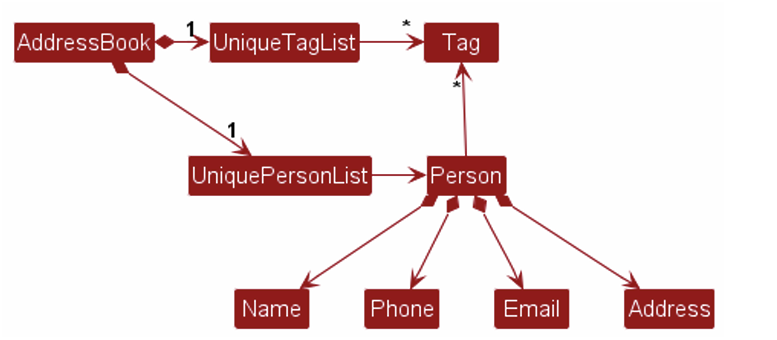 AddressBook
1
UniqueTagList
*
Tag
*
1
UniquePersonList
Person
Name
Phone
Email
Address